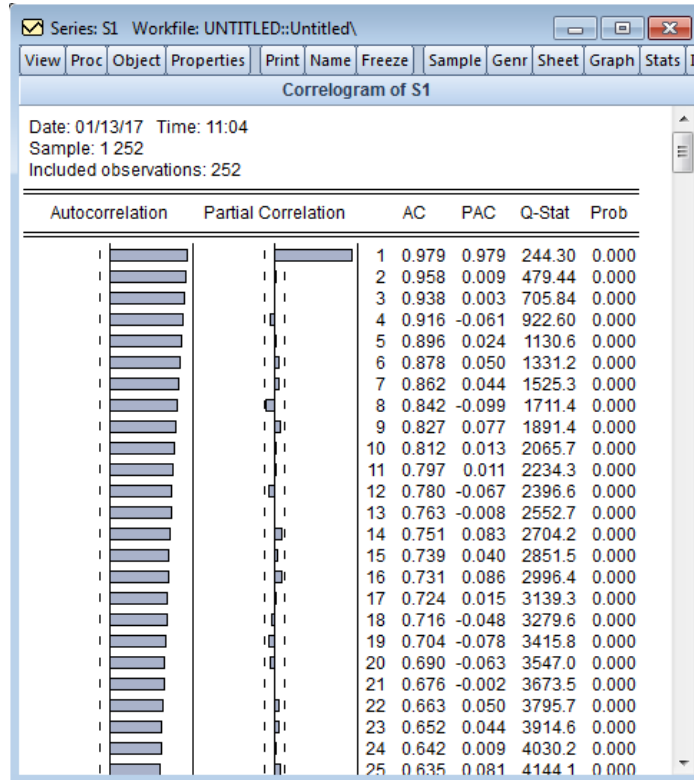 Series: S1 Workfile: UNTITLED::Untitled\
View Proc Object Properties Print Name Freeze Sample Genr Sheet Graph Stats
Correlogram of S1
Date: 01/13/17 Time: 11:04
Sample: 1 252
Included observations: 252
Autocorrelation Partial Correlation AC PAC Q-Stat Prob
1 0.979 0.979 244.30 0.000
2 0.958 0.009 479.44 0.000
3 0.938 0.003 705.84 0.000
4 0.916 -0.061 922.60 0.000
5 0.896 0.024 1130.6 0.000
6 0.878 0.050 1331.2 0.000
7 0.862 0.044 1525.3 0.000
8 0.842 -0.099 1711.4 0.000
9 0.827 0.077 1891.4 0.000
10 0.812 0.013 2065.7 0.000
11 0.797 0.011 2234.3 0.000
12 0.780 -0.067 2396.6 0.000
13 0.763 -0.008 2552.7 0.000
14 0.751 0.083 2704.2 0.000
15 0.739 0.040 2851.5 0.000
16 0.731 0.086 2996.4 0.000
17 0.724 0.015 3139.3 0.000
18 0.716 -0.048 3279.6 0.000
19 0.704 -0.078 3415.8 0.000
20 0.690 -0.063 3547.0 0.000
21 0.676 -0.002 3673.5 0.000
22 0.663 0.050 3795.7 0.000
23 0.652 0.044 3914.6 0.000
24 0.642 0.009 4030.2 0.000
25 0.635 0.081 4144.1 0.000